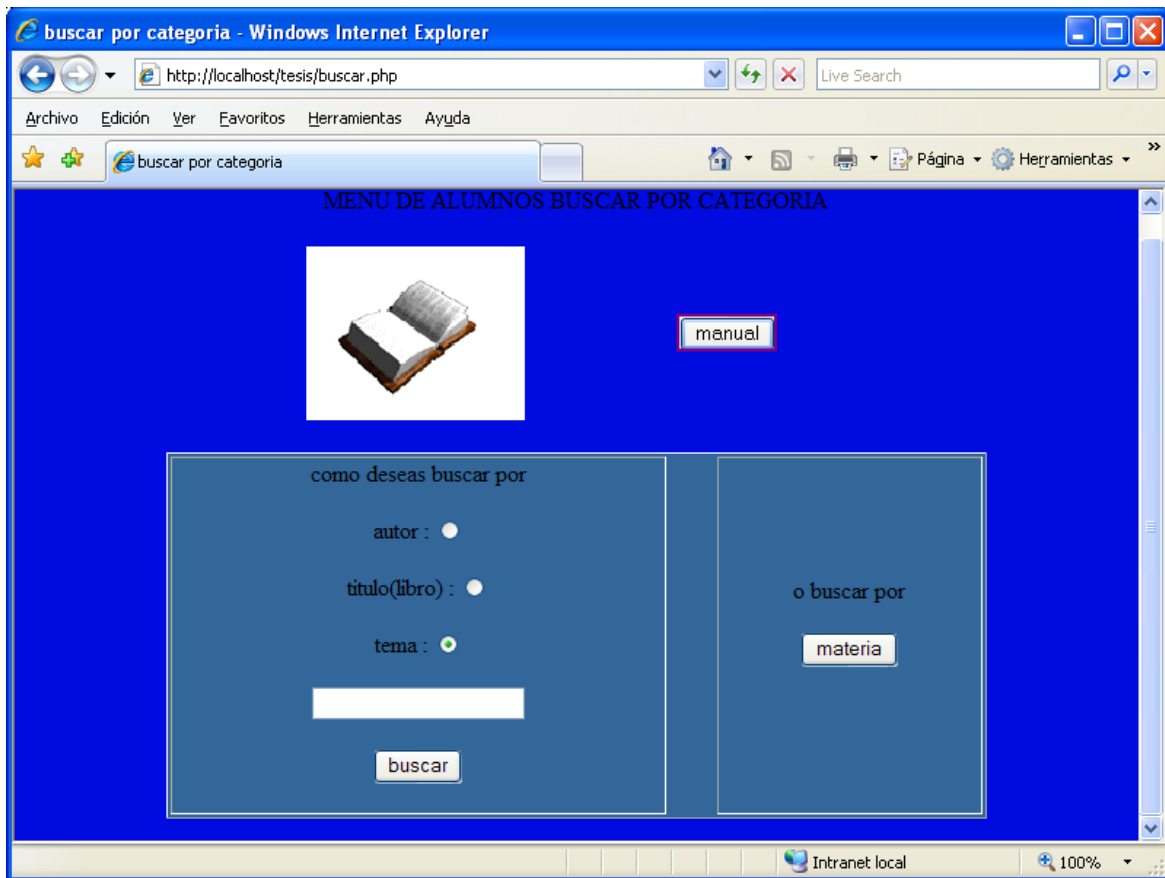 buscar por categoria - Windows Internet Explorer
http://localhost/tesis/buscar.php
Live Search
Archivo Edición Ver Favoritos Herramientas Ayuda
buscar por categoria
Página Herramientas »
MENU DE ALUMNOS BUSCAR POR CATEGORIA
manual
como deseas buscar por
autor :
titulo(libro) :
tema :
buscar
o buscar por
materia
Intranet local 100%